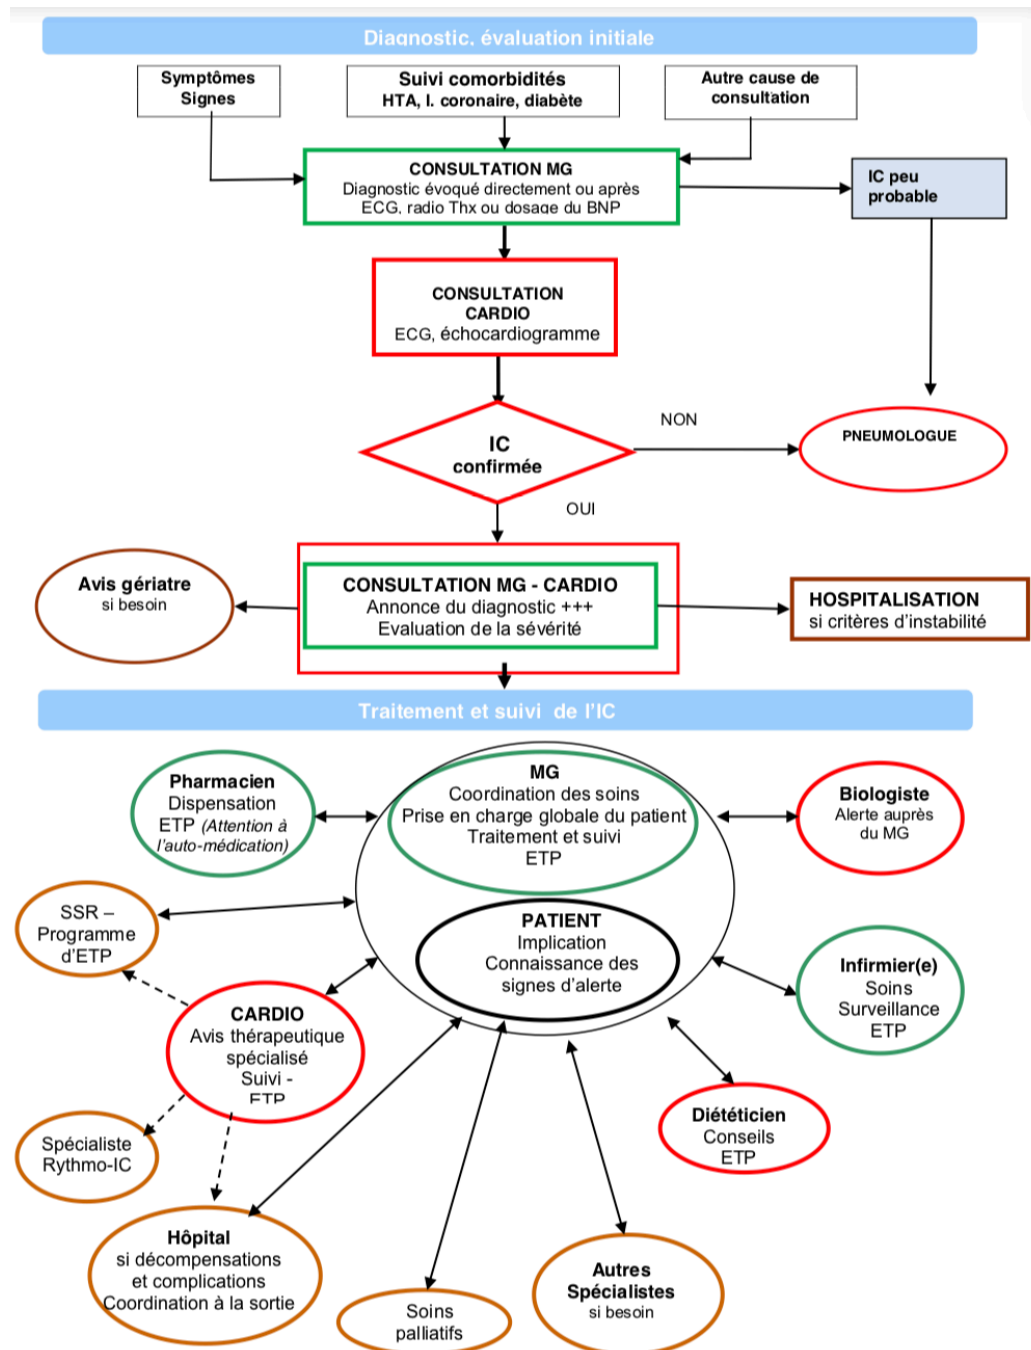 Diagnostic, évaluation initiale
Symptômes
Signes
Suivi comorbidités
HTA, I. coronaire, diabète
Autre cause de
consultation
CONSULTATION MG
Diagnostic évoqué directement ou après
ECG, radio Thx ou dosage du BNP
IC peu
probable
CONSULTATION
CARDIO
ECG, échocardiogramme
NON
IC
confirmée
PNEUMOLOGUE
OUI
Avis gériatre
si besoin
CONSULTATION MG - CARDIO
Annonce du diagnostic +++
Evaluation de la sévérité
HOSPITALISATION
si critères d'instabilité
Traitement et suivi de l'IC
Pharmacien
Dispensation
ETP (Attention à
l'auto-médication)
MG
Coordination des soins
Prise en charge globale du patient
Traitement et suivi
ETP
Biologiste
Alerte auprès
du MG
SSR –
Programme
d'ETP
PATIENT
Implication
Connaissance des
signes d'alerte
Infirmier(e)
Soins
Surveillance
ETP
CARDIO
Avis thérapeutique
spécialisé
Suivi -
ETP
Diététicien
Conseils
ETP
Spécialiste
Rythmo-IC
Hôpital
si décompensations
et complications
Coordination à la sortie
Soins
palliatifs
Autres
Spécialistes
si besoin